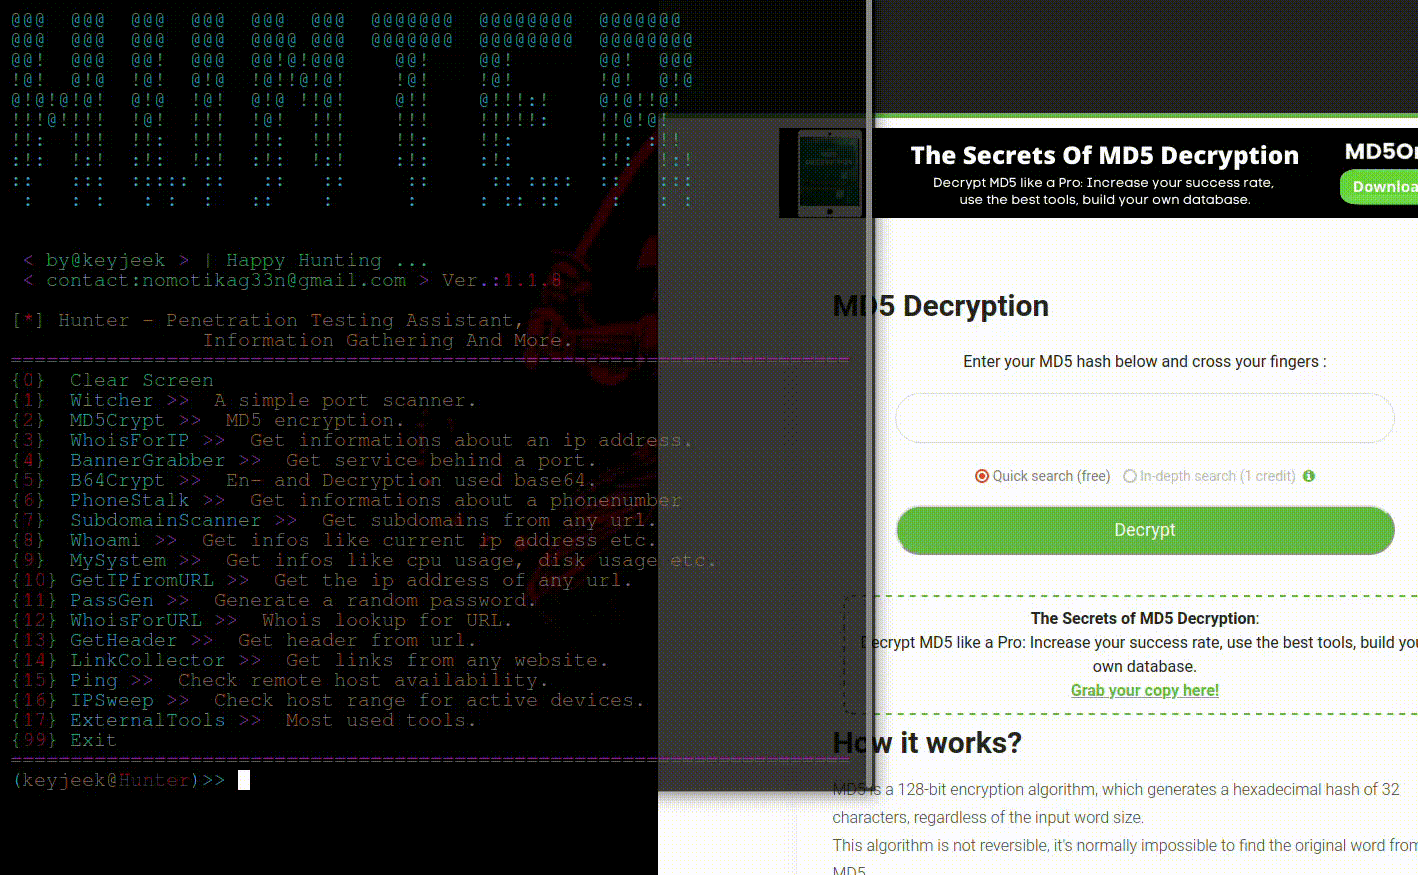 < by@keyjeek > | Happy Hunting ...
< contact:nomotikag33n@gmail.com > Ver.:1.1.8
[*] Hunter - Penetration Testing Assistant,
Information Gathering And More.
{0} Clear Screen
{1} Witcher >> A simple port scanner.
{2} MD5Crypt >> MD5 encryption.
{3} WhoisForIP >> Get informations about an ip address.
{4} BannerGrabber >> Get service behind a port.
{5} B64Crypt >> En- and Decryption used base64.
{6} PhoneStalk >> Get informations about a phonenumber
{7} SubdomainScanner >> Get subdomains from any url.
{8} Whoami >> Get infos like current ip address etc.
{9} MySystem >> Get infos like cpu usage, disk usage etc.
{10} GetIPfromURL >> Get the ip address of any url.
{11} PassGen >> Generate a random password.
{12} WhoisForURL >> Whois lookup for URL.
{13} GetHeader >> Get header from url.
{14} LinkCollector >> Get links from any website.
{15} Ping >> Check remote host availability.
{16} IPSweep >> Check host range for active devices.
{17} ExternalTools >> Most used tools.
{99} Exit
(keyjeek@Hunter)>>
The Secrets Of MD5 Decryption
Decrypt MD5 like a Pro: Increase your success rate,
use the best tools, build your own database.
MD5On
Downloa
MD5 Decryption
Enter your MD5 hash below and cross your fingers :
Quick search (free) In-depth search (1 credit)
Decrypt
The Secrets of MD5 Decryption:
Decrypt MD5 like a Pro: Increase your success rate, use the best tools, build you
own database.
Grab your copy here!
How it works?
MD5 is a 128-bit encryption algorithm, which generates a hexadecimal hash of 32
characters, regardless of the input word size.
This algorithm is not reversible, it's normally impossible to find the original word from
MD5